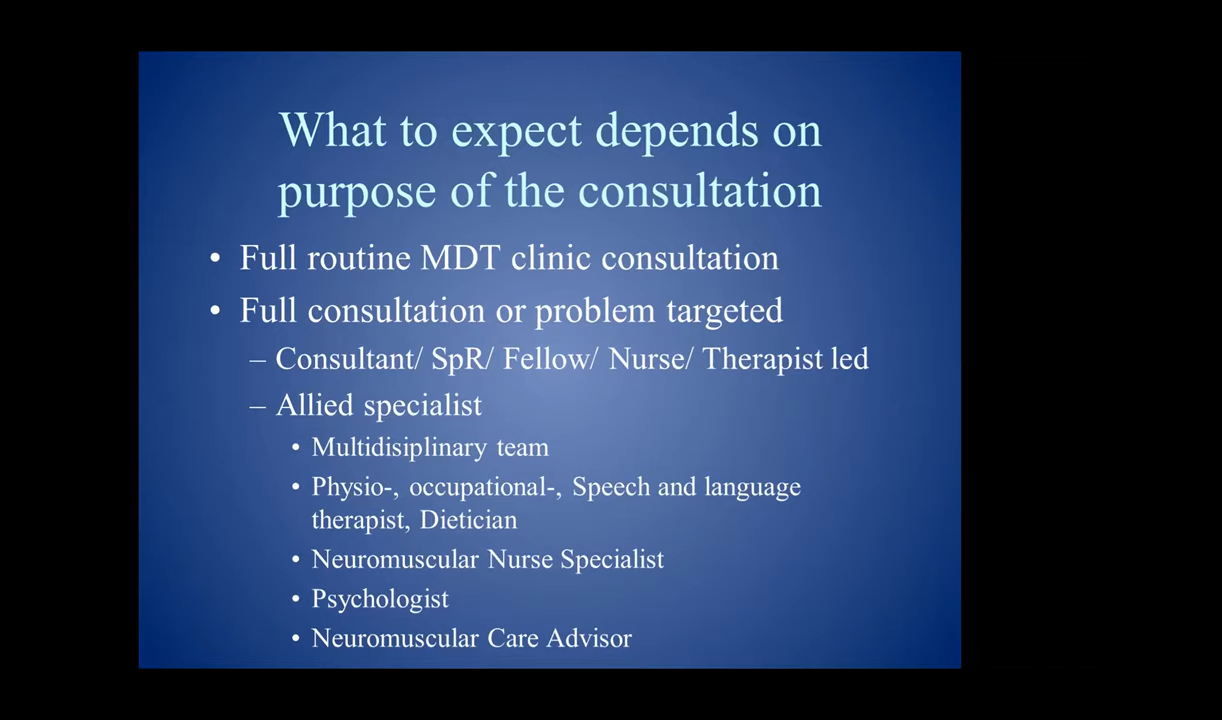 What to expect depends on
purpose of the consultation
• Full routine MDT clinic consultation
• Full consultation or problem targeted
– Consultant/ SpR/ Fellow/ Nurse/ Therapist led
– Allied specialist
• Multidisiplinary team
• Physio-, occupational-, Speech and language
therapist, Dietician
• Neuromuscular Nurse Specialist
• Psychologist
• Neuromuscular Care Advisor